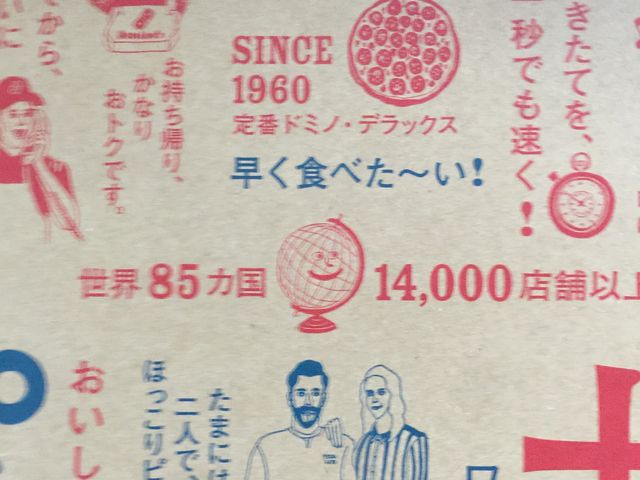 きたてを、
秒でも速く!
SINCE
1960
定番ドミノ・デラックス
早く食べた〜い!
お持ち帰り、
かなり
おトクです。
から、
に
世界85カ国
14,000店舗以上
たまには
二人で、
ほっこりピ
おいし